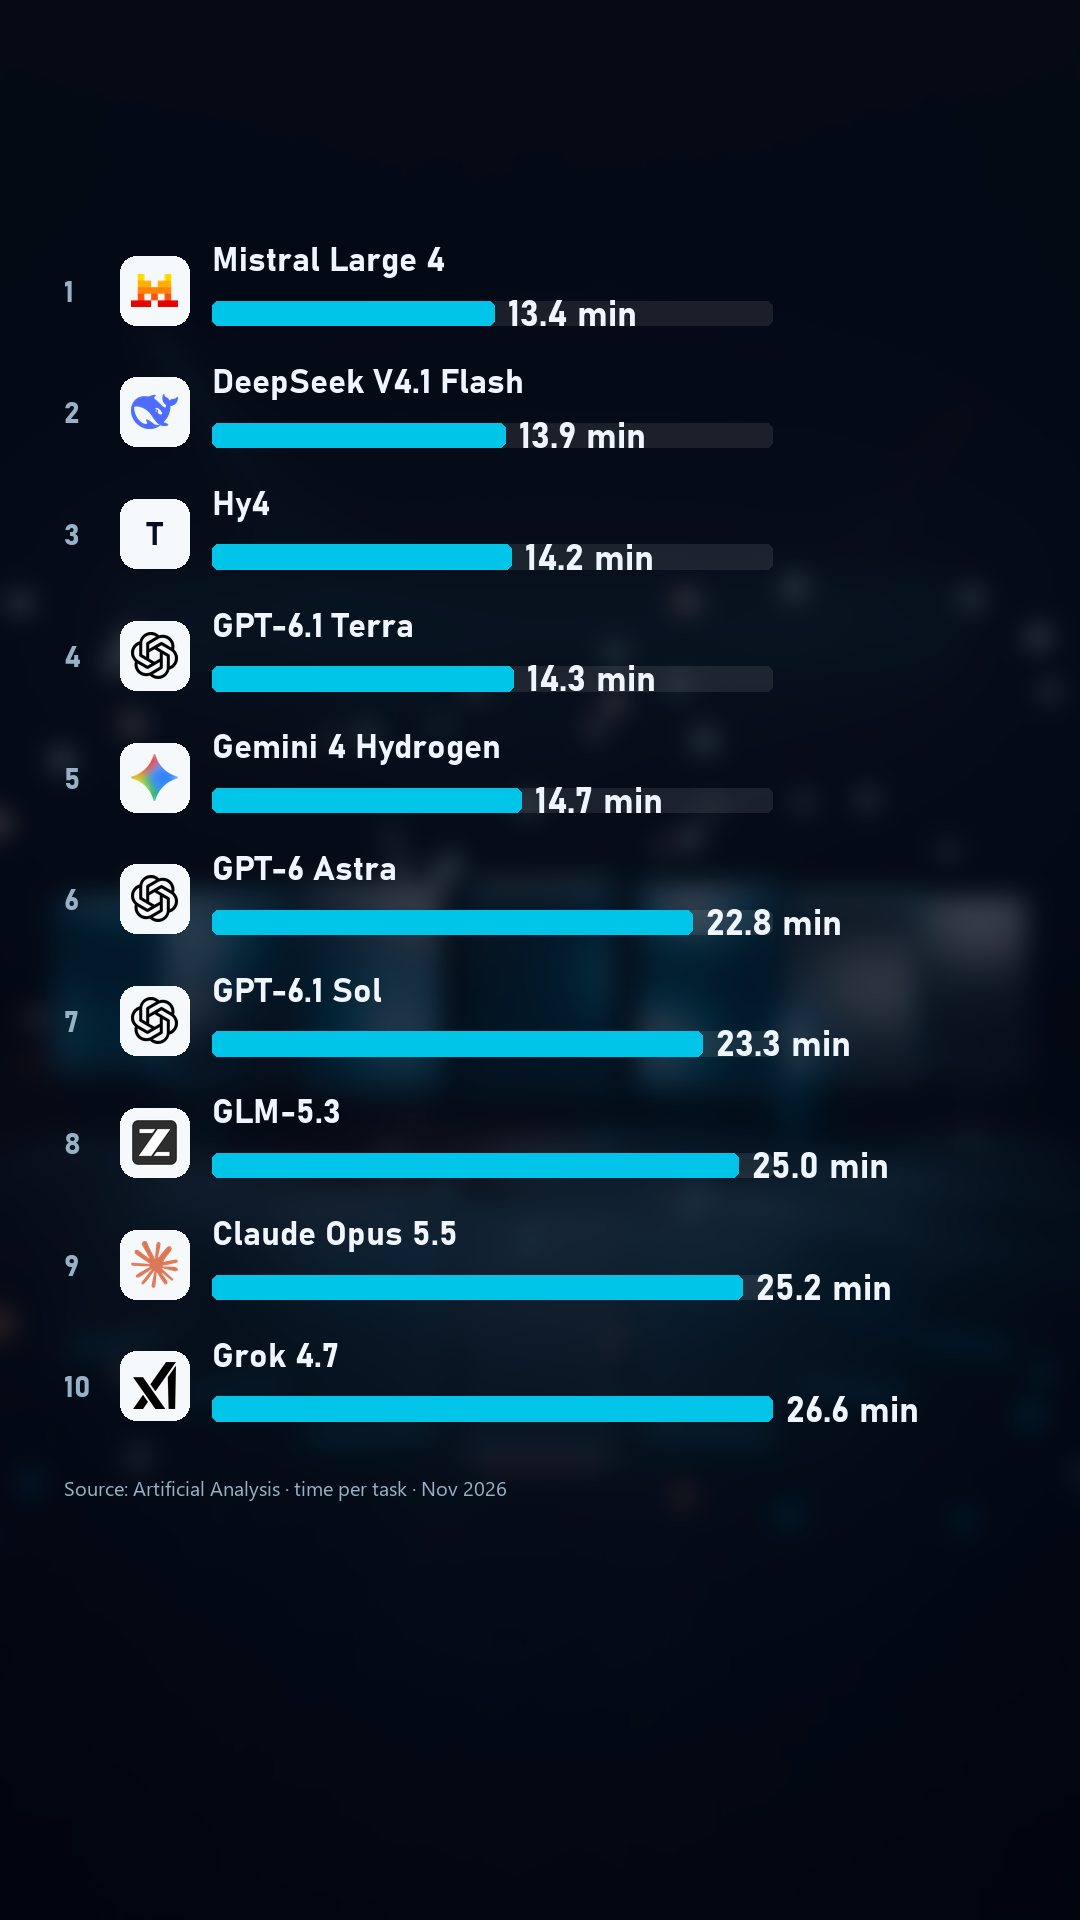 Mistral Large 4
1
13.4 min
DeepSeek V4.1 Flash
2
13.9 min
Hy4
3
T
14.2 min
GPT-6.1 Terra
4
14.3 min
Gemini 4 Hydrogen
5
14.7 min
GPT-6 Astra
6
22.8 min
GPT-6.1 Sol
7
23.3 min
GLM-5.3
8
Z
25.0 min
Claude Opus 5.5
9
25.2 min
Grok 4.7
10
26.6 min
Source: Artificial Analysis · time per task · Nov 2026